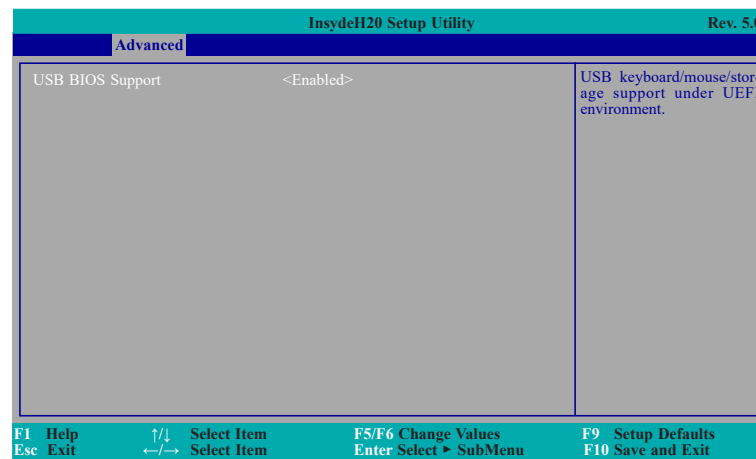 InsydeH20 Setup Utility Rev. 5.
Advanced
USB BIOS Support <Enabled>
USB keyboard/mouse/stor-
age support under UEF
environment.
F1 Help ↑/↓ Select Item F5/F6 Change Values F9 Setup Defaults
Esc Exit ←/→ Select Item Enter Select ► SubMenu F10 Save and Exit